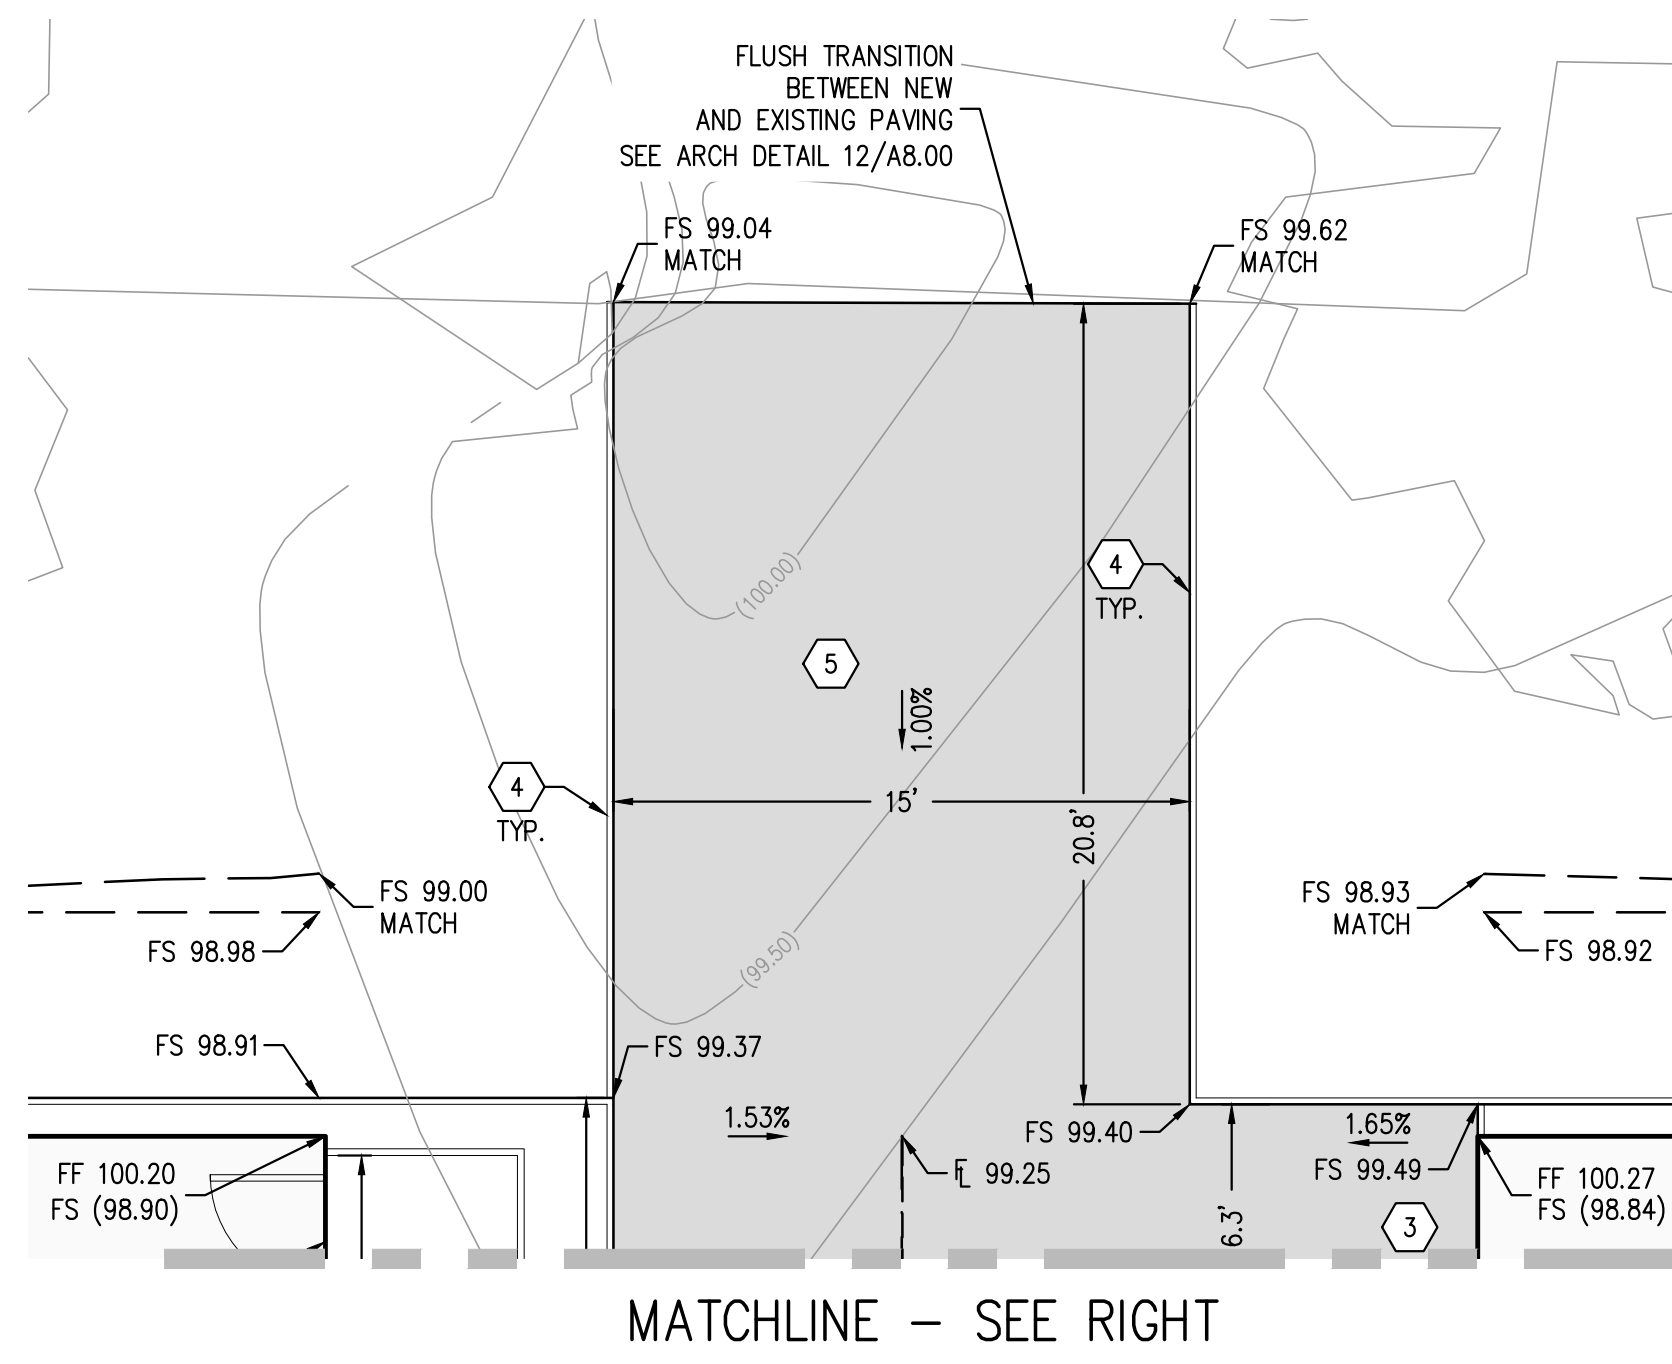 FLUSH TRANSITION
BETWEEN NEW
AND EXISTING PAVING
SEE ARCH DETAIL 12/A8.00
FS 99.04
MATCH
FS 99.62
MATCH
(100.00)
4
TYP.
5
1.00%
4
TYP.
15'
20.8'
FS 99.00
MATCH
FS 98.98
FS 98.93
MATCH
FS 98.92
(99.50)
FS 98.91
FS 99.37
1.53%
FS 99.40
1.65%
FL 99.25
FS 99.49
FF 100.20
FS (98.90)
FF 100.27
FS (98.84)
6.3'
3
MATCHLINE - SEE RIGHT